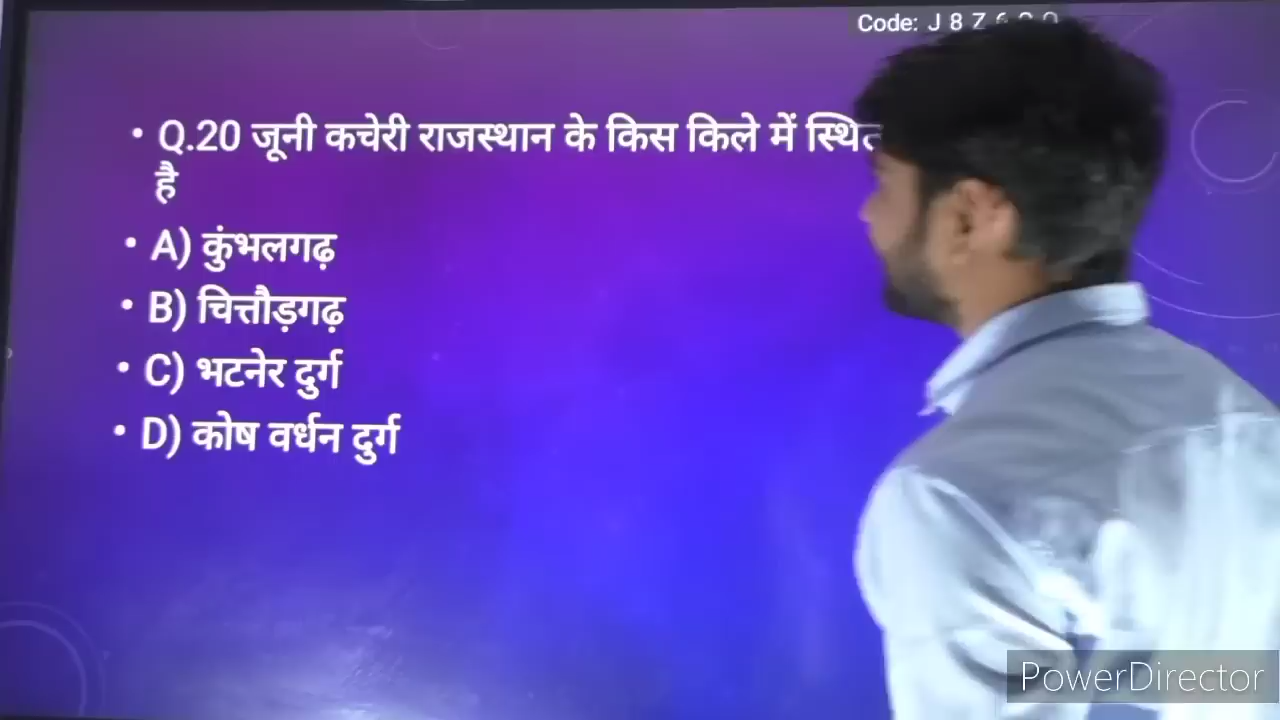 Code: J 8 Z
• Q.20 जूनी कचेरी राजस्थान के किस किले में स्थित
है
• A) कुंभलगढ़
• B) चित्तौड़गढ़
• C) भटनेर दुर्ग
• D) कोष वर्धन दुर्ग
PowerDirector